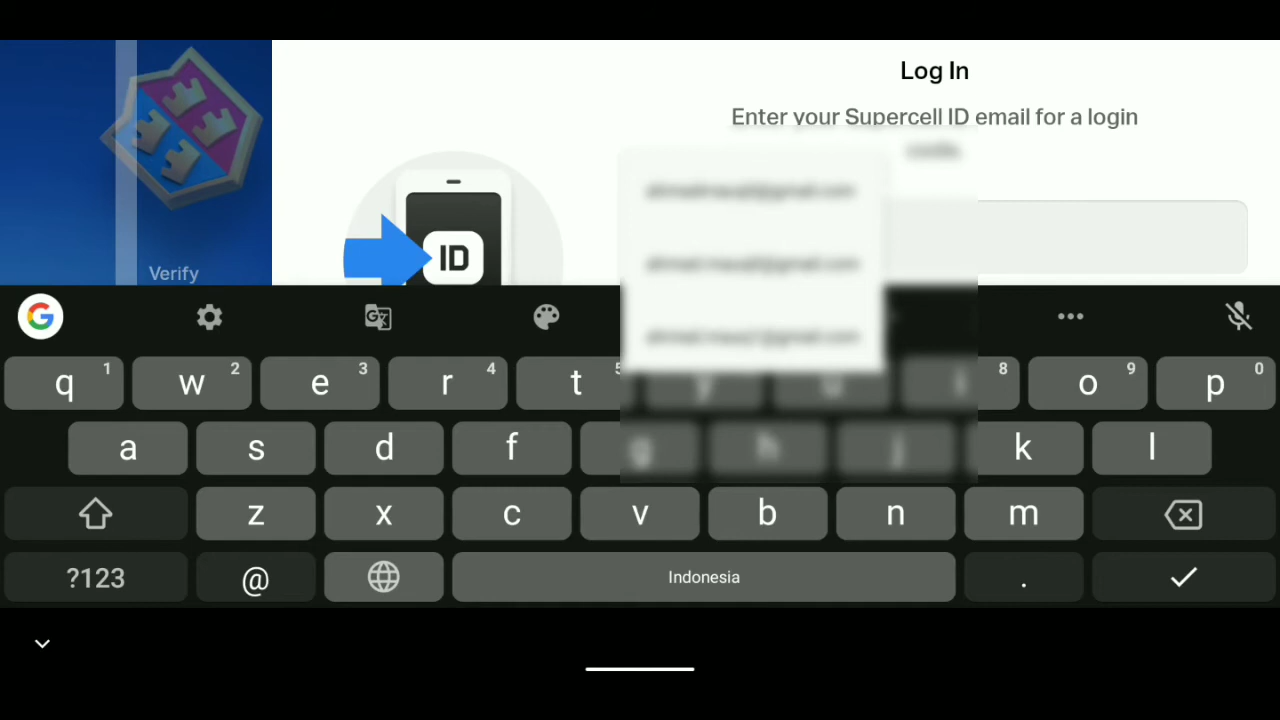 Log In
Enter your Supercell ID email for a login
ID
Verify
G
q 1 w 2 e 3 r 4 t 5 8 o 9 p 0
a s d f g h j k l
z x c v b n m
?123 @ Indonesia .